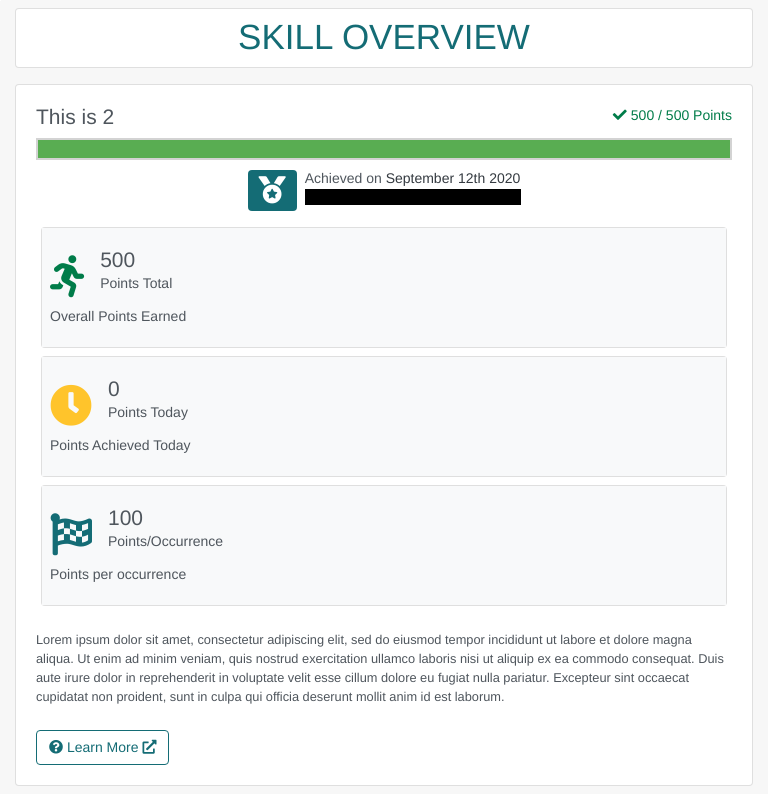 SKILL OVERVIEW
This is 2
500 / 500 Points
Achieved on September 12th 2020
500
Points Total
Overall Points Earned
0
Points Today
Points Achieved Today
100
Points/Occurrence
Points per occurrence
Lorem ipsum dolor sit amet, consectetur adipiscing elit, sed do eiusmod tempor incididunt ut labore et dolore magna
aliqua. Ut enim ad minim veniam, quis nostrud exercitation ullamco laboris nisi ut aliquip ex ea commodo consequat. Duis
aute irure dolor in reprehenderit in voluptate velit esse cillum dolore eu fugiat nulla pariatur. Excepteur sint occaecat
cupidatat non proident, sunt in culpa qui officia deserunt mollit anim id est laborum.
Learn More